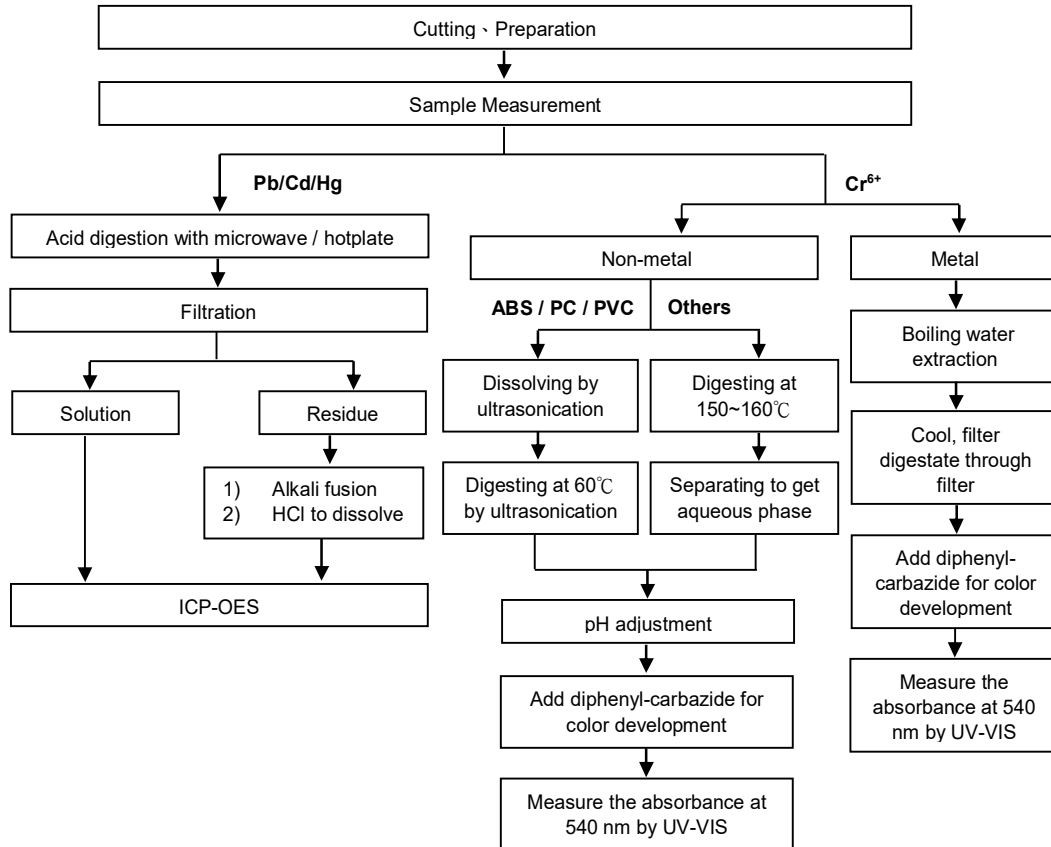 Cutting、Preparation
Sample Measurement
Pb/Cd/Hg
Cr⁶⁺
Acid digestion with microwave / hotplate
Non-metal
Metal
Filtration
ABS / PC / PVC
Others
Boiling water
extraction
Solution
Residue
Dissolving by
ultrasonication
Digesting at
150~160℃
Cool, filter
digestate through
filter
1) Alkali fusion
2) HCl to dissolve
Digesting at 60℃
by ultrasonication
Separating to get
aqueous phase
Add diphenyl-
carbazide for color
development
ICP-OES
pH adjustment
Measure the
absorbance at 540
nm by UV-VIS
Add diphenyl-carbazide for
color development
Measure the absorbance at
540 nm by UV-VIS